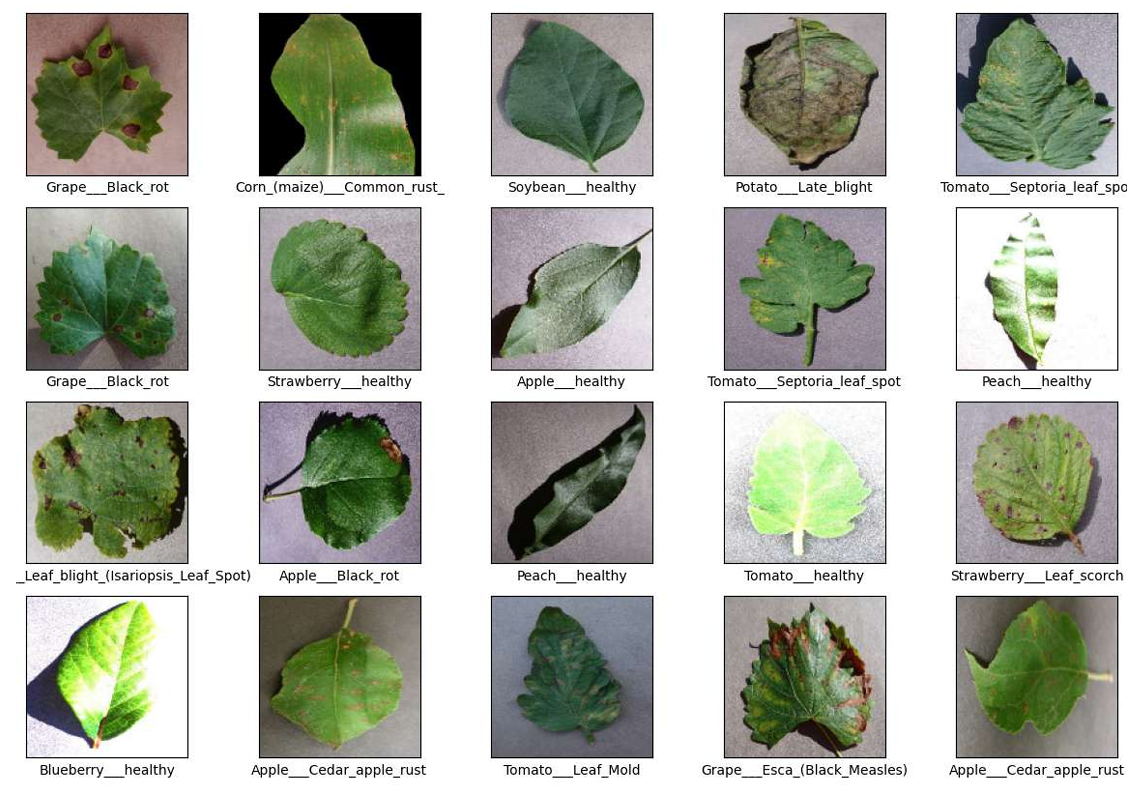 Grape___Black_rot
Corn_(maize)___Common_rust_
Soybean___healthy
Potato___Late_blight
Tomato___Septoria_leaf_spo
Grape___Black_rot
Strawberry___healthy
Apple___healthy
Tomato___Septoria_leaf_spot
Peach___healthy
_Leaf_blight_(Isariopsis_Leaf_Spot)
Apple___Black_rot
Peach___healthy
Tomato___healthy
Strawberry___Leaf_scorch
Blueberry___healthy
Apple___Cedar_apple_rust
Tomato___Leaf_Mold
Grape___Esca_(Black_Measles)
Apple___Cedar_apple_rust